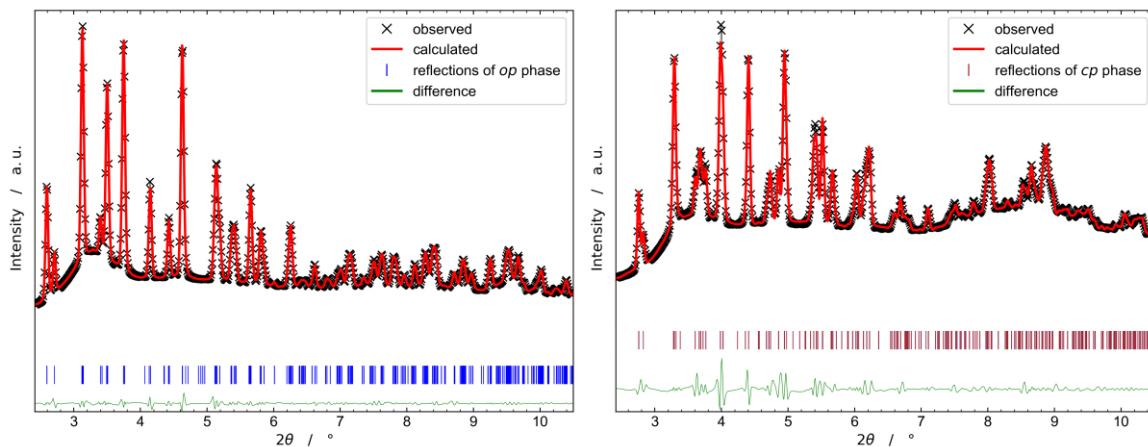 observed
calculated
reflections of op phase
difference
Intensity / a. u.
3 4 5 6 7 8 9 10
2θ / °
observed
calculated
reflections of cp phase
difference
Intensity / a. u.
3 4 5 6 7 8 9 10
2θ / °